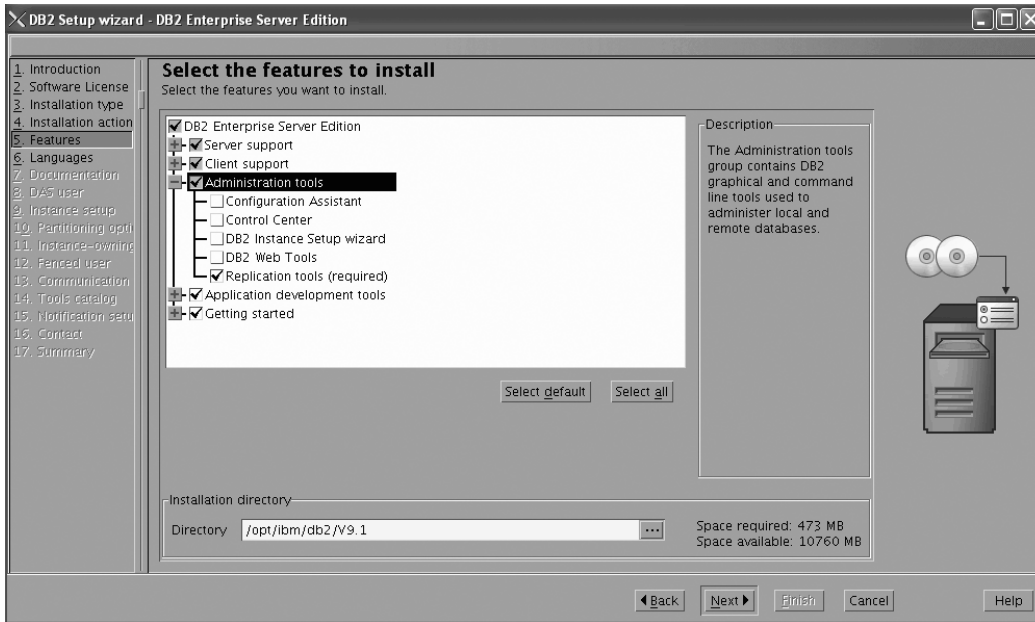 DB2 Setup wizard - DB2 Enterprise Server Edition
1. Introduction
2. Software License
3. Installation type
4. Installation action
5. Features
6. Languages
7. Documentation
8. DAS user
9. Instance setup
10. Partitioning opti
11. Instance-owning
12. Fenced user
13. Communication
14. Tools catalog
15. Notification setu
16. Contact
17. Summary
Select the features to install
Select the features you want to install.
DB2 Enterprise Server Edition
Server support
Client support
Administration tools
Configuration Assistant
Control Center
DB2 Instance Setup wizard
DB2 Web Tools
Replication tools (required)
Application development tools
Getting started
Select default
Select all
Description
The Administration tools
group contains DB2
graphical and command
line tools used to
administer local and
remote databases.
Installation directory
Directory /opt/ibm/db2/V9.1 ...
Space required: 473 MB
Space available: 10760 MB
Back Next Finish Cancel Help